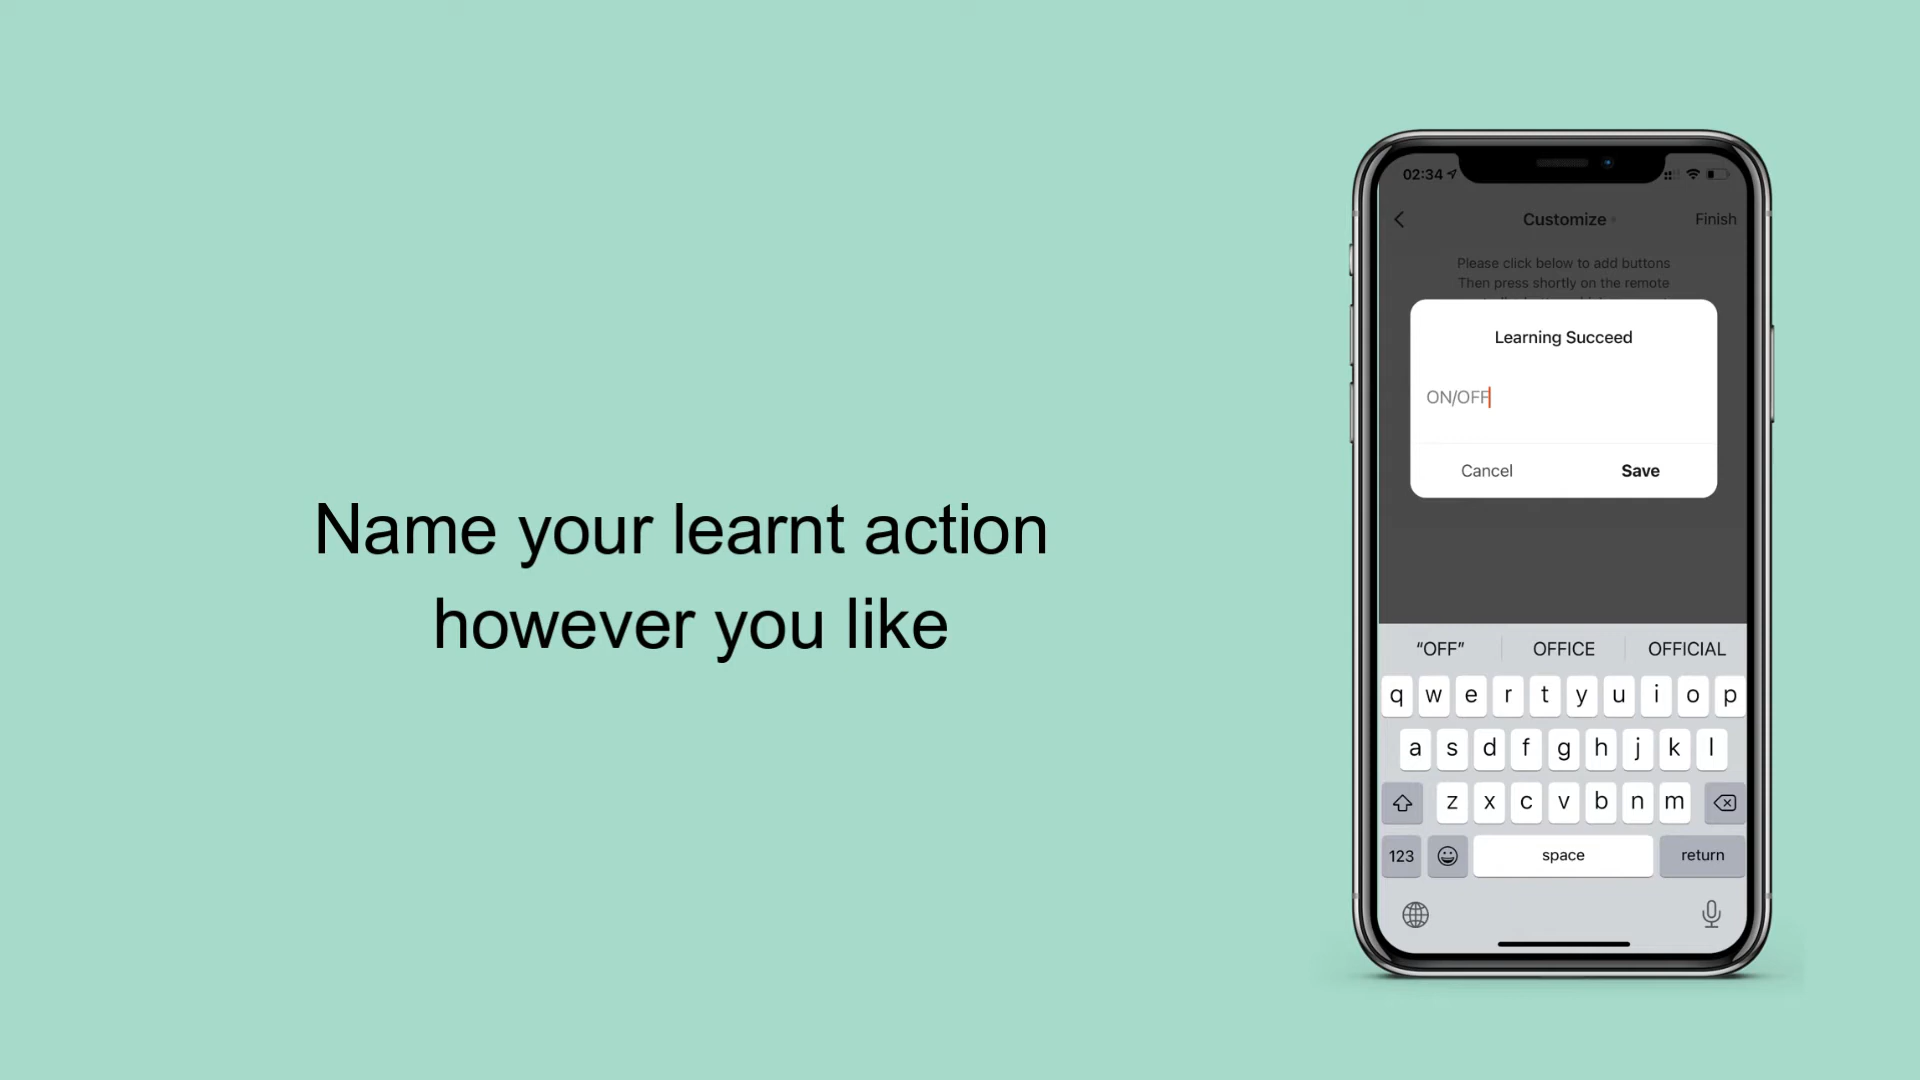 Name your learnt action
however you like
02:34
Customize
Finish
Please click below to add buttons
Then press shortly on the remote
Learning Succeed
ON/OFF
Cancel
Save
“OFF”
OFFICE
OFFICIAL
q w e r t y u i o p
a s d f g h j k l
z x c v b n m
123
space
return